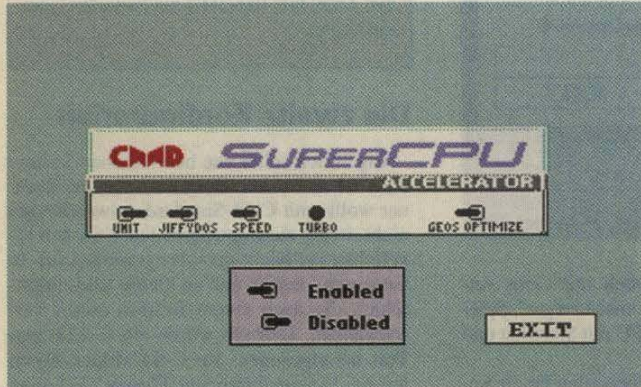 CMD SUPERCPU
ACCELERATOR
UNIT JIFFYDOS SPEED TURBO GEOS OPTIMIZE
Enabled
Disabled
EXIT